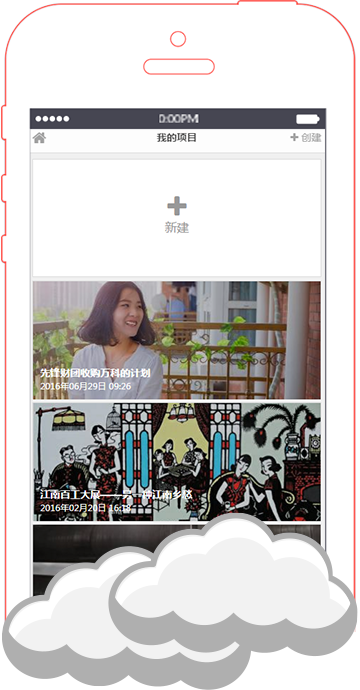 0:00PM
我的项目
创建
新建
先锋财团收购万科的计划
2016年06月29日 09:26
江南百工大展——另一种江南乡愁
2016年02月20日 16:18